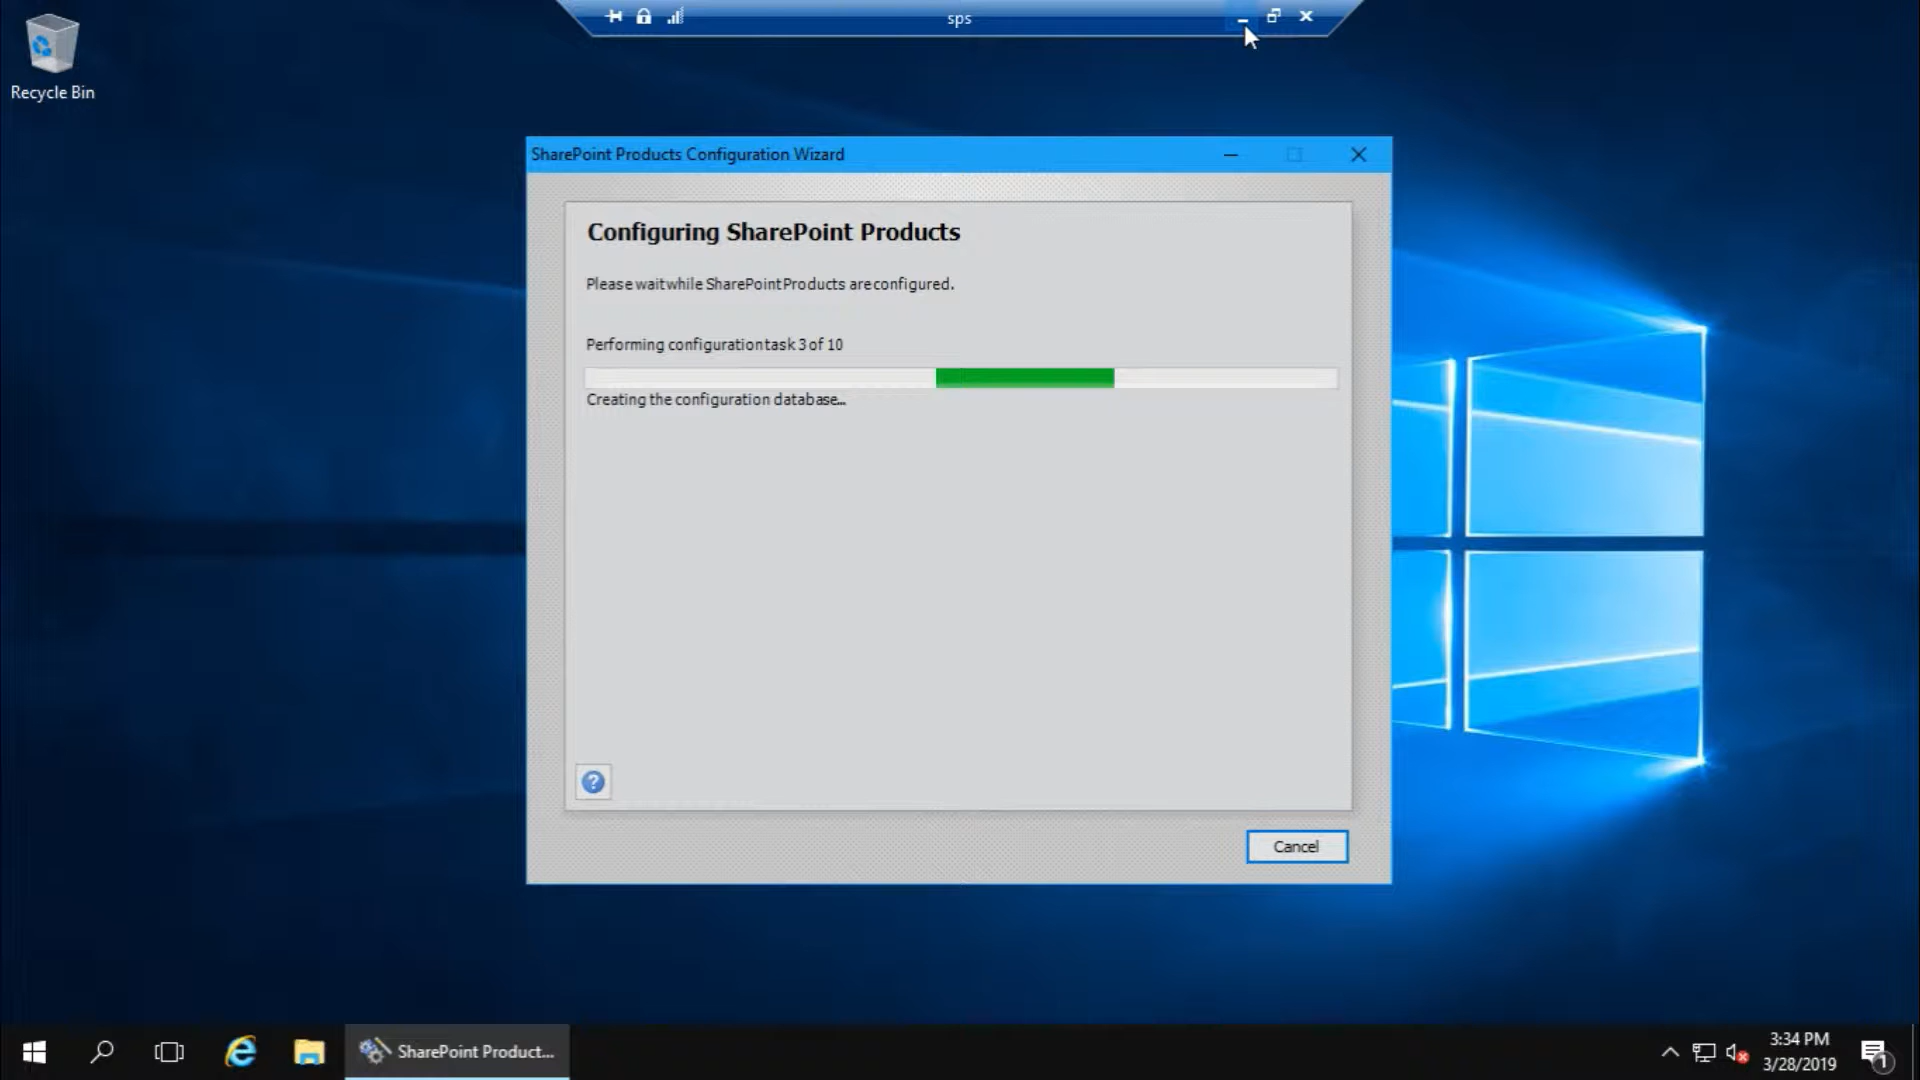 sps
Recycle Bin
SharePoint Products Configuration Wizard
Configuring SharePoint Products
Please wait while SharePoint Products are configured.
Performing configuration task 3 of 10
Creating the configuration database...
?
Cancel
SharePoint Product...
3:34 PM
3/28/2019
1